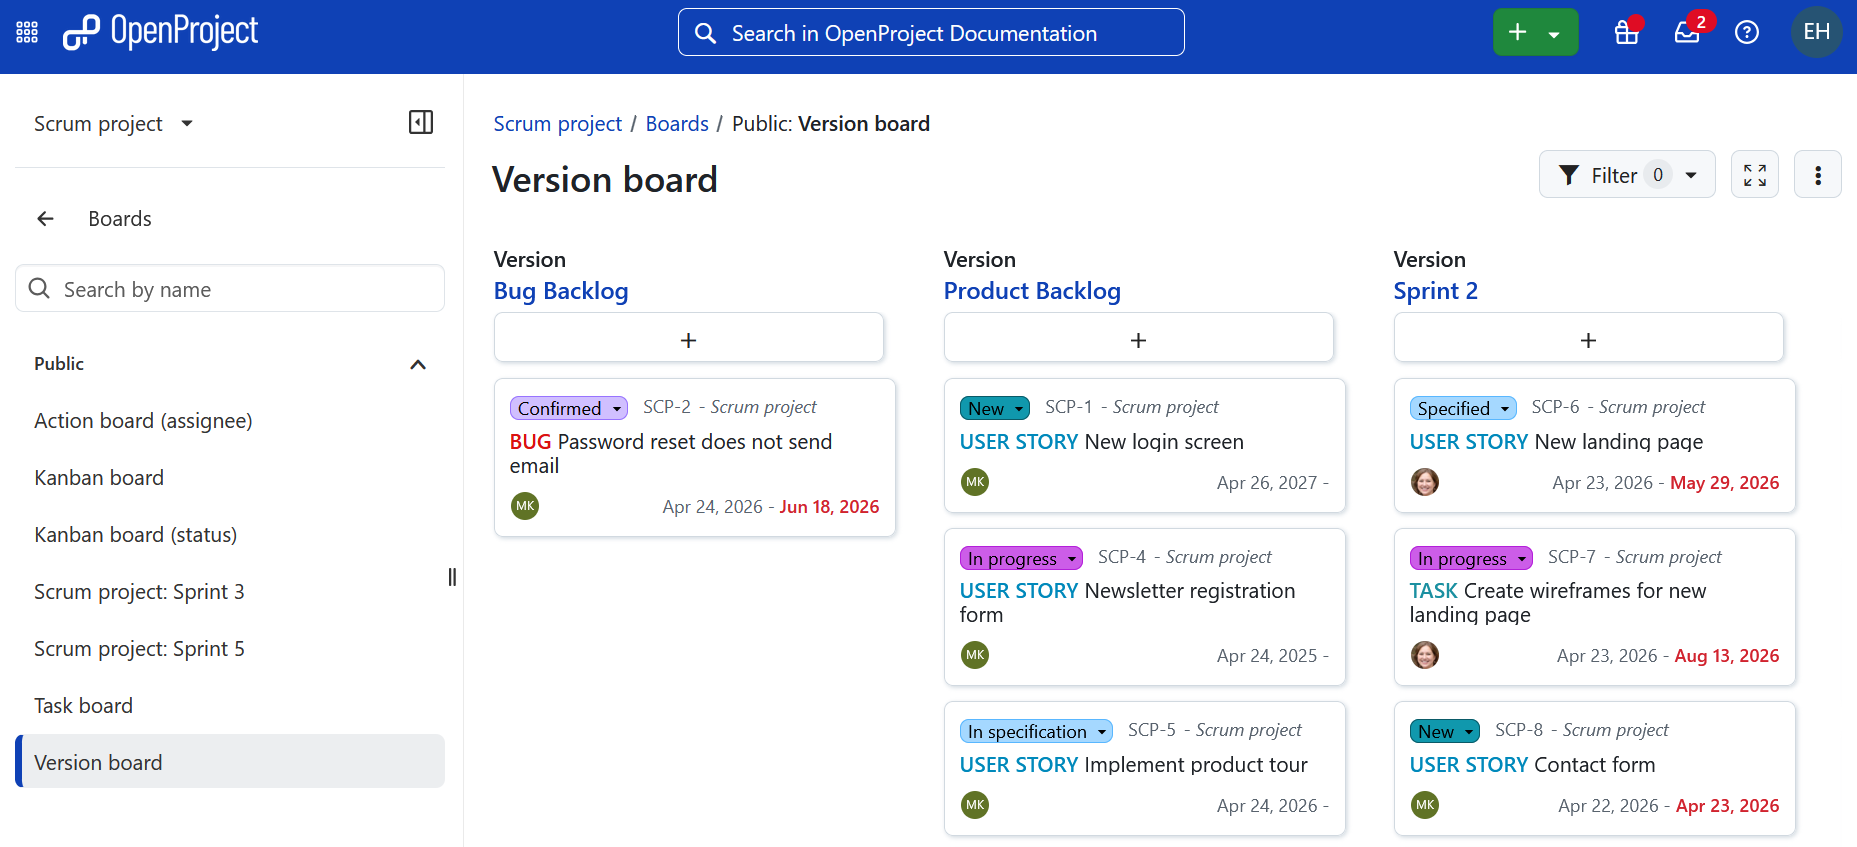 OpenProject
Search in OpenProject Documentation
2
EH
Scrum project
Boards
Search by name
Public
Action board (assignee)
Kanban board
Kanban board (status)
Scrum project: Sprint 3
Scrum project: Sprint 5
Task board
Version board
Scrum project / Boards / Public: Version board
Version board
Filter 0
Version
Bug Backlog
+
Confirmed SCP-2 - Scrum project
BUG Password reset does not send
email
MK Apr 24, 2026 - Jun 18, 2026
Version
Product Backlog
+
New SCP-1 - Scrum project
USER STORY New login screen
MK Apr 26, 2027 -
In progress SCP-4 - Scrum project
USER STORY Newsletter registration
form
MK Apr 24, 2025 -
In specification SCP-5 - Scrum project
USER STORY Implement product tour
MK Apr 24, 2026 -
Version
Sprint 2
+
Specified SCP-6 - Scrum project
USER STORY New landing page
Apr 23, 2026 - May 29, 2026
In progress SCP-7 - Scrum project
TASK Create wireframes for new
landing page
Apr 23, 2026 - Aug 13, 2026
New SCP-8 - Scrum project
USER STORY Contact form
MK Apr 22, 2026 - Apr 23, 2026